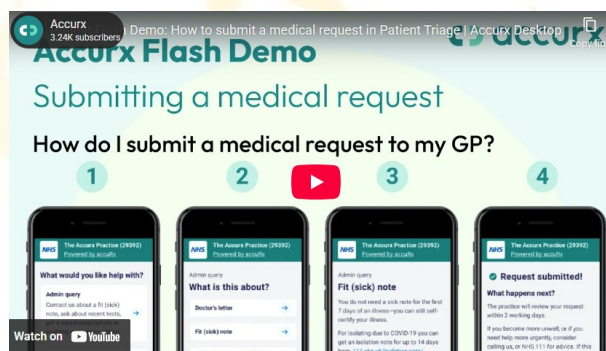 Accurx
3.24K subscribers
Demo: How to submit a medical request in Patient Triage | Accurx Desktop
Accurx Flash Demo
accurx
Submitting a medical request
How do I submit a medical request to my GP?
1
2
3
4
NHS
The Accurx Practice (29392)
Powered by accuRx
What would you like help with?
Admin query
Contact us about a fit (sick)
note, ask about recent tests,
NHS
The Accurx Practice (29392)
Powered by accuRx
Admin query
What is this about?
Doctor's letter
Fit (sick) note
NHS
The Accurx Practice (29392)
Powered by accuRx
Admin query
Fit (sick) note
You do not need a sick note for the first
7 days of an illness—you can still self-
certify your illness.
For isolating due to COVID-19 you can
get an isolation note for up to 14 days
NHS
The Accurx Practice (29392)
Powered by accuRx
Request submitted!
What happens next?
The practice will review your request
within 2 working days.
If you become more unwell, or if you
need help more urgently, consider
calling us, or NHS 111 for advice. If this
Watch on YouTube